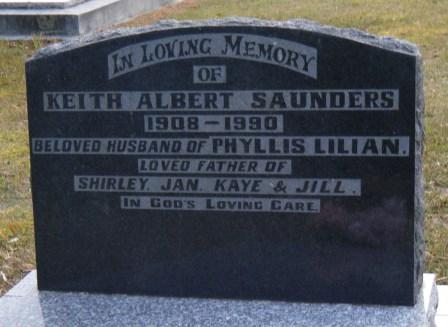 In Loving Memory
OF
KEITH ALBERT SAUNDERS
1908 – 1990
BELOVED HUSBAND OF PHYLLIS LILIAN.
LOVED FATHER OF
SHIRLEY, JAN, KAYE & JILL.
In God's Loving Care.